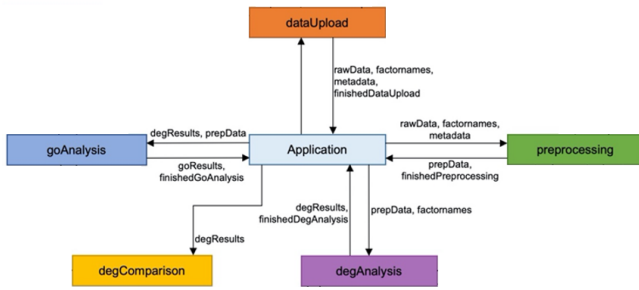 dataUpload
rawData, factornames,
metadata,
finishedDataUpload
degResults, prepData
rawData, factornames,
metadata
goAnalysis
Application
preprocessing
goResults,
finishedGoAnalysis
prepData,
finishedPreprocessing
degResults,
finishedDegAnalysis
prepData, factornames
degResults
degComparison
degAnalysis